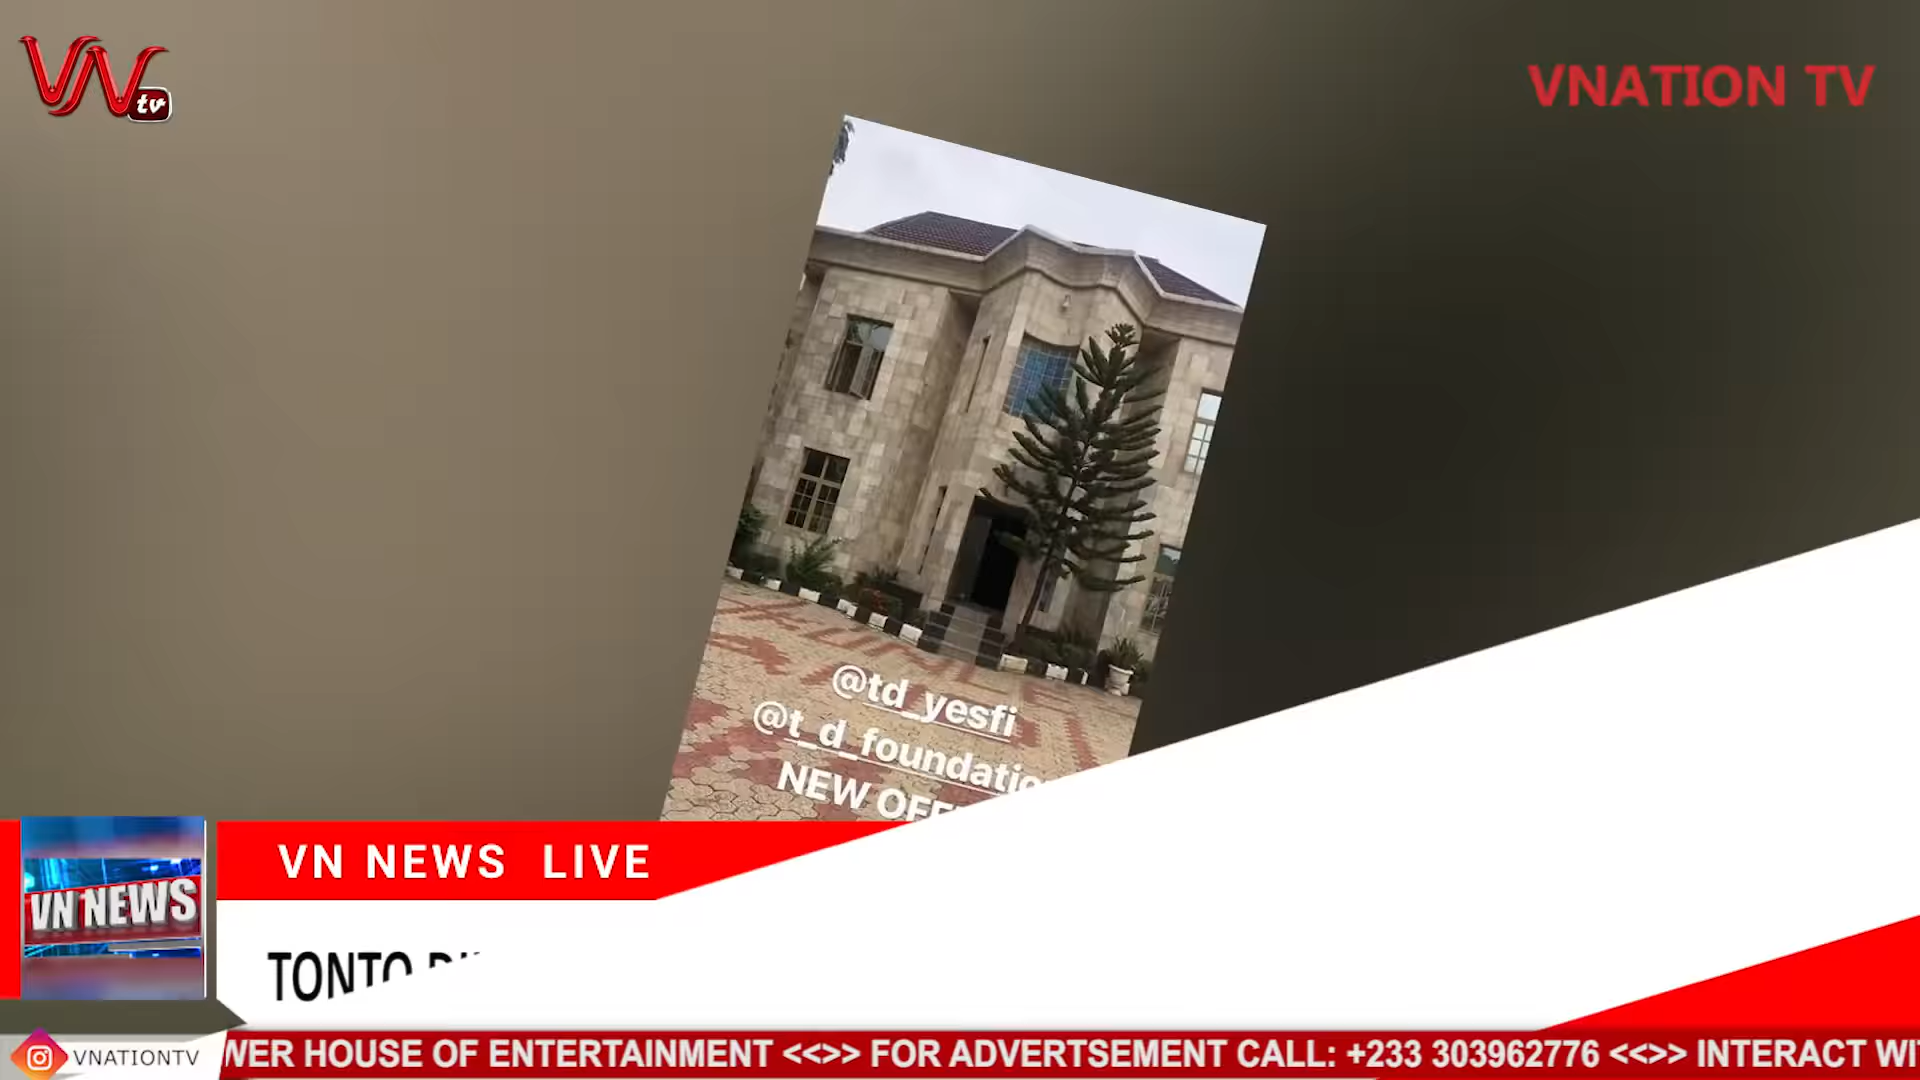 VN tv
VNATION TV
@td_yesfi
@t_d_foundatio
NEW
VN NEWS LIVE
VN NEWS
TONTO
VNATIONTV
WER HOUSE OF ENTERTAINMENT <<>> FOR ADVERTSEMENT CALL: +233 303962776 <<>> INTERACT WI